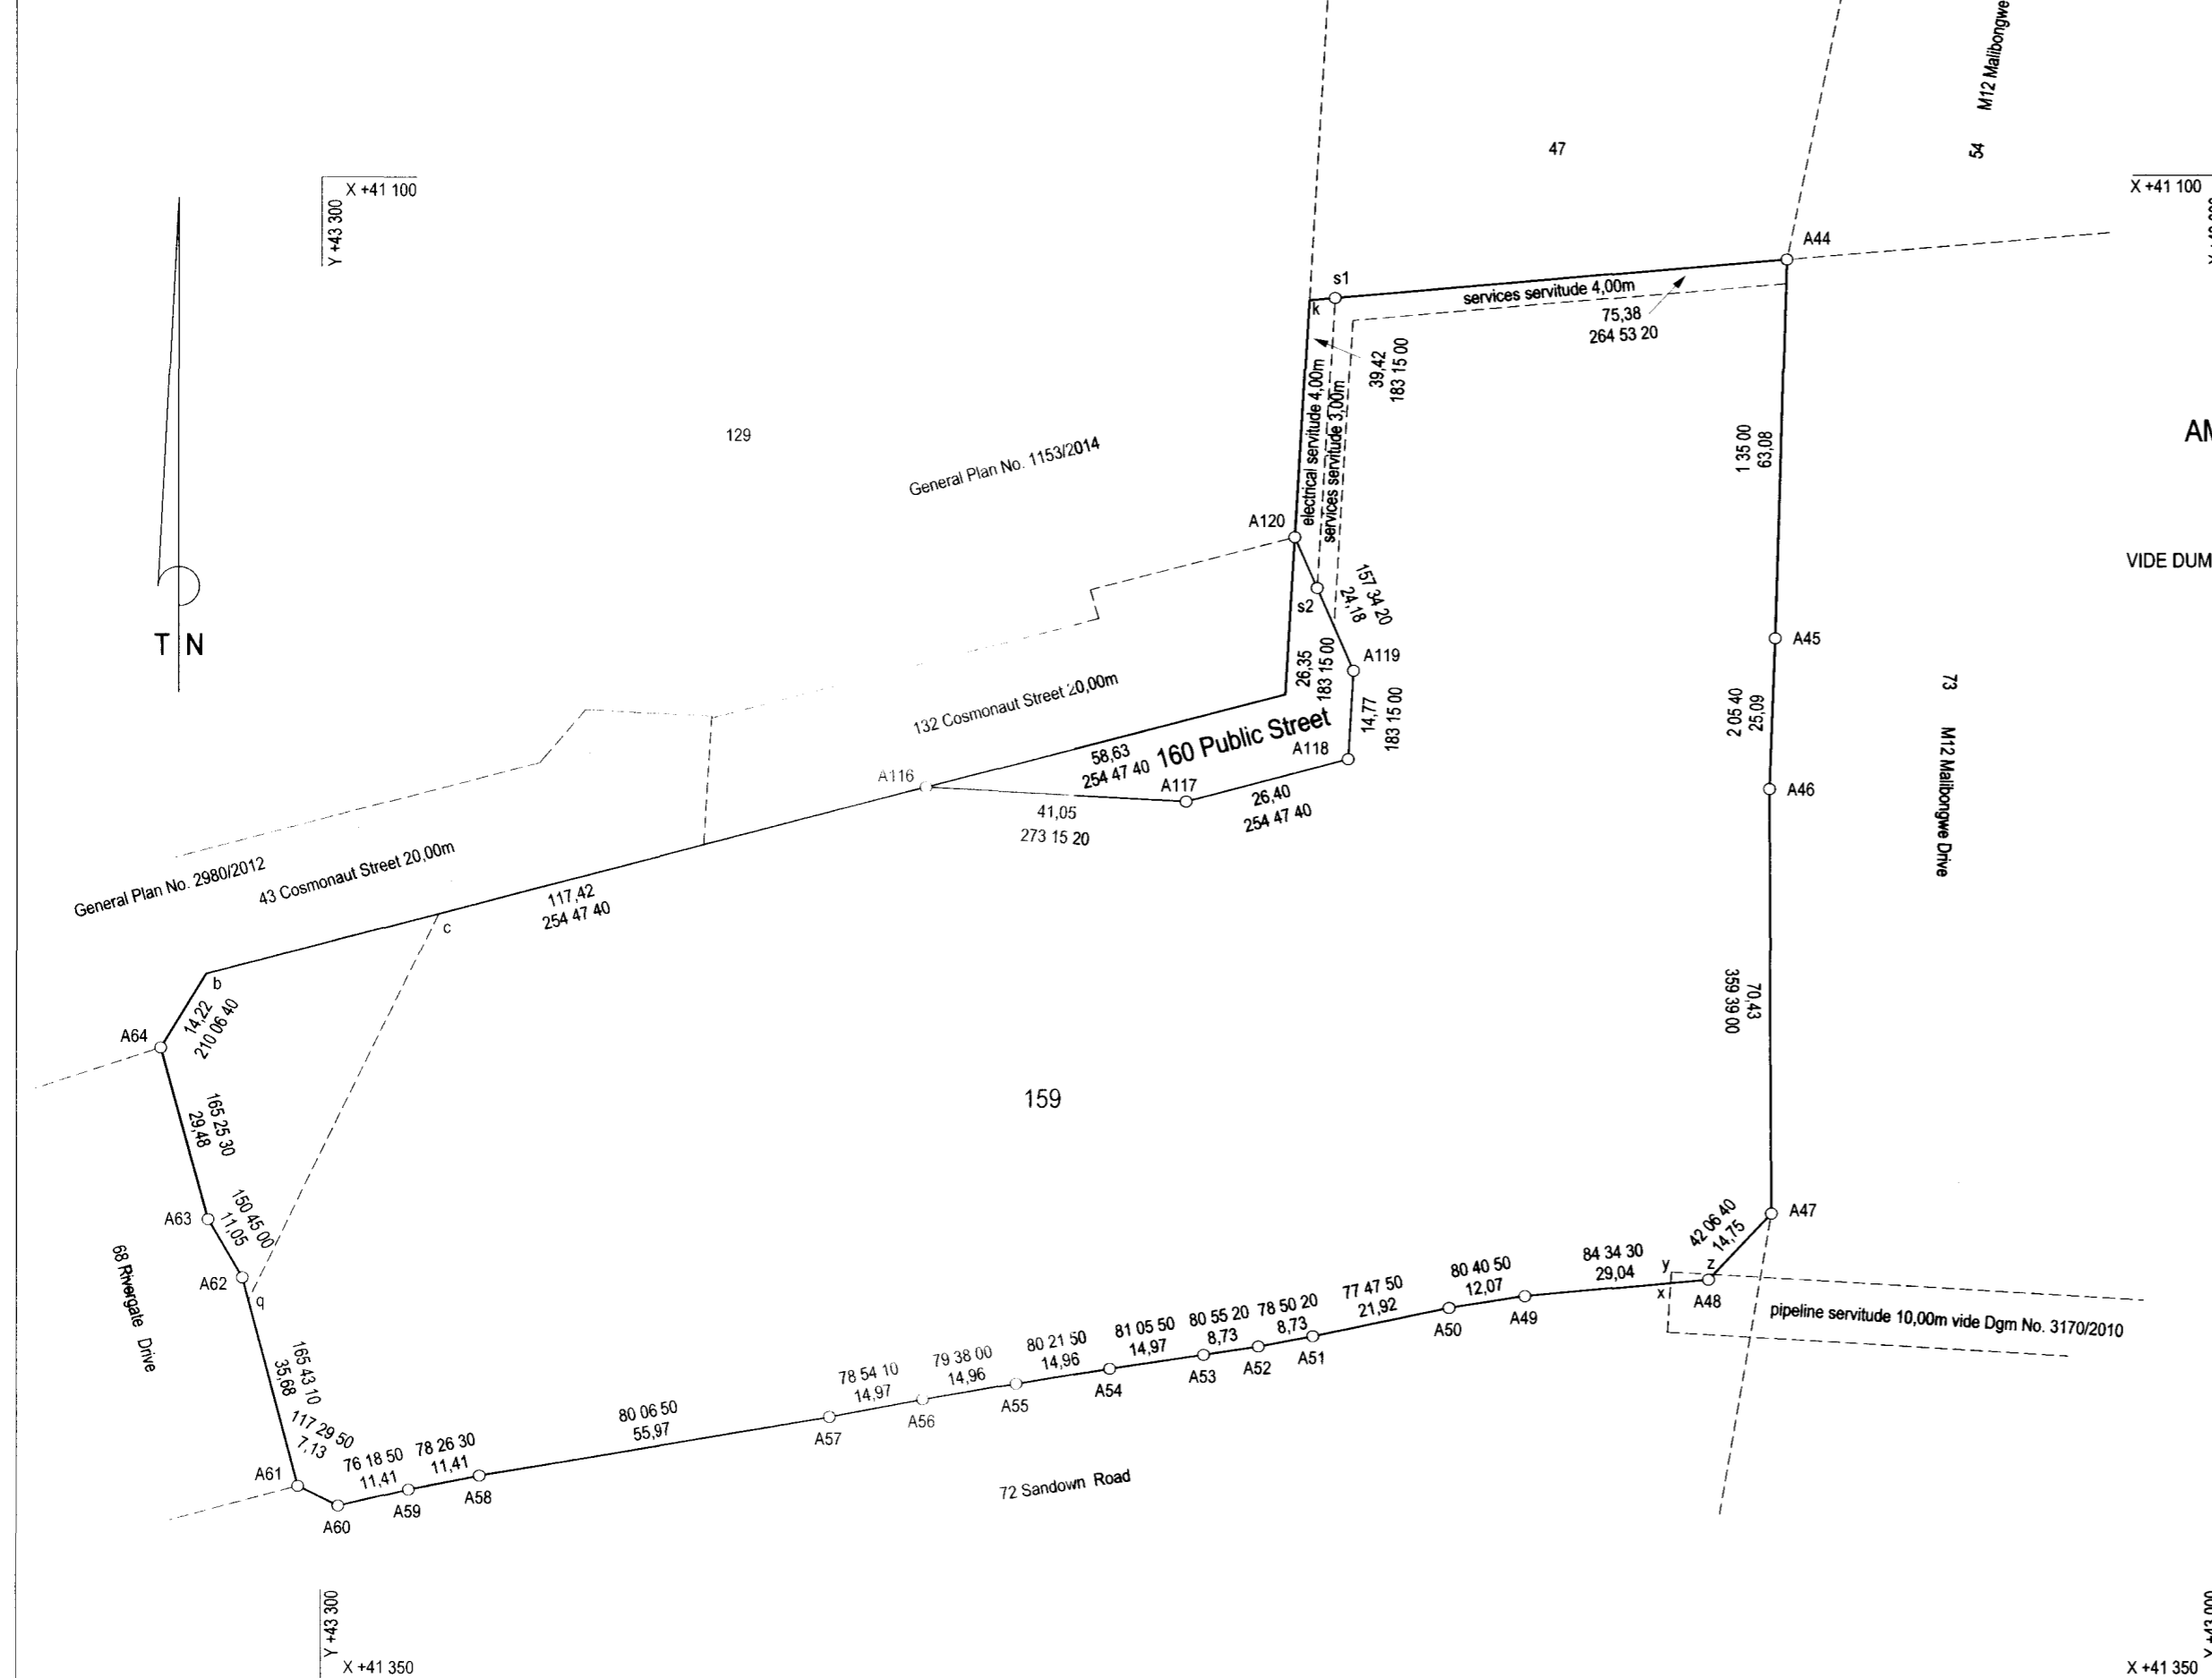 M12 Malibongwe
54
47
X +41 100
Y +43 300
X +41 100
A44
s1
k
services servitude 4,00m
75,38
264 53 20
39,42
183 15 00
electrical servitude 4,00m
services servitude 3,00m
129
General Plan No. 1153/2014
1 35 00
63,08
A120
VIDE DUM
s2
157 34 20
24,18
T N
A119
A45
26,35
183 15 00
14,77
183 15 00
132 Cosmonaut Street 20,00m
2 05 40
25,09
73
M12 Malibongwe Drive
160 Public Street
58,63
254 47 40
A118
A116
A117
A46
41,05
273 15 20
26,40
254 47 40
General Plan No. 2980/2012
43 Cosmonaut Street 20,00m
117,42
254 47 40
c
b
14,22
210 06 40
A64
70,43
359 39 00
159
165 25 30
29,48
A63
150 45 00
11,05
A62
q
68 Rivergate Drive
A47
42 06 40
14,75
z
y
x
84 34 30
29,04
A48
pipeline servitude 10,00m vide Dgm No. 3170/2010
80 40 50
12,07
A49
77 47 50
21,92
A50
78 50 20
8,73
A51
80 55 20
8,73
A52
81 05 50
14,97
A53
80 21 50
14,96
A54
79 38 00
14,96
A55
78 54 10
14,97
A56
80 06 50
55,97
A57
165 43 10
35,68
117 29 50
7,13
76 18 50
11,41
78 26 30
11,41
A61
A60
A59
A58
72 Sandown Road
Y +43 300
X +41 350
Y +43 000
X +41 350